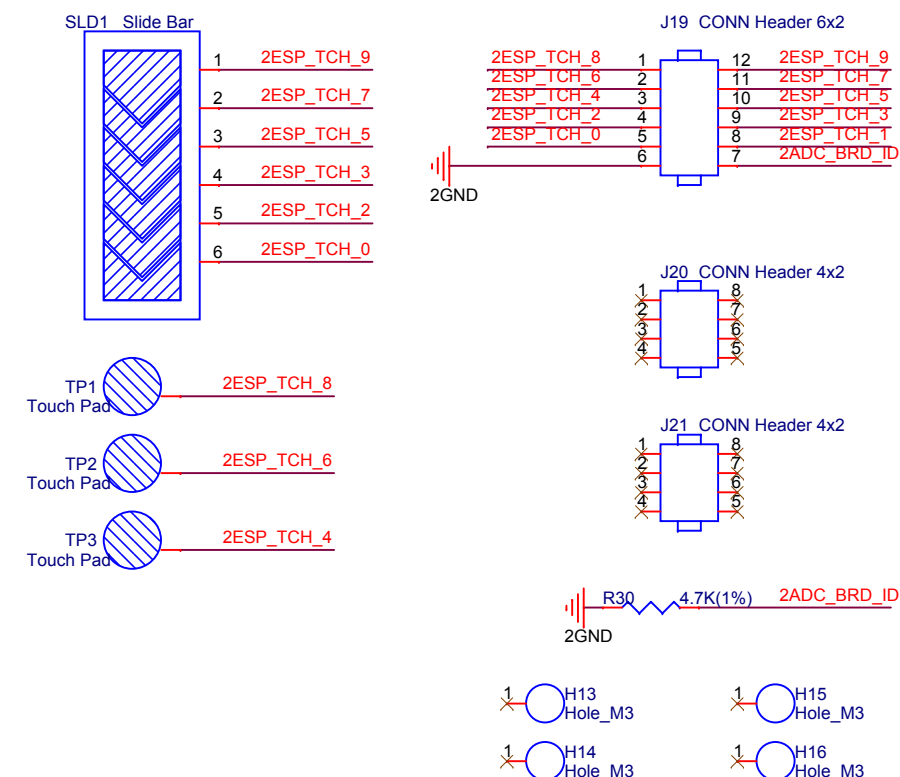 SLD1 Slide Bar
1 2ESP_TCH_9
2 2ESP_TCH_7
3 2ESP_TCH_5
4 2ESP_TCH_3
5 2ESP_TCH_2
6 2ESP_TCH_0
TP1
Touch Pad
2ESP_TCH_8
TP2
Touch Pad
2ESP_TCH_6
TP3
Touch Pad
2ESP_TCH_4
J19 CONN Header 6x2
2ESP_TCH_8 1 12 2ESP_TCH_9
2ESP_TCH_6 2 11 2ESP_TCH_7
2ESP_TCH_4 3 10 2ESP_TCH_5
2ESP_TCH_2 4 9 2ESP_TCH_3
2ESP_TCH_0 5 8 2ESP_TCH_1
6 7 2ADC_BRD_ID
2GND
J20 CONN Header 4x2
1 8
2 7
3 6
4 5
J21 CONN Header 4x2
1 8
2 7
3 6
4 5
R30 4.7K(1%) 2ADC_BRD_ID
2GND
1 H13
Hole_M3
1 H15
Hole_M3
1 H14
Hole_M3
1 H16
Hole_M3